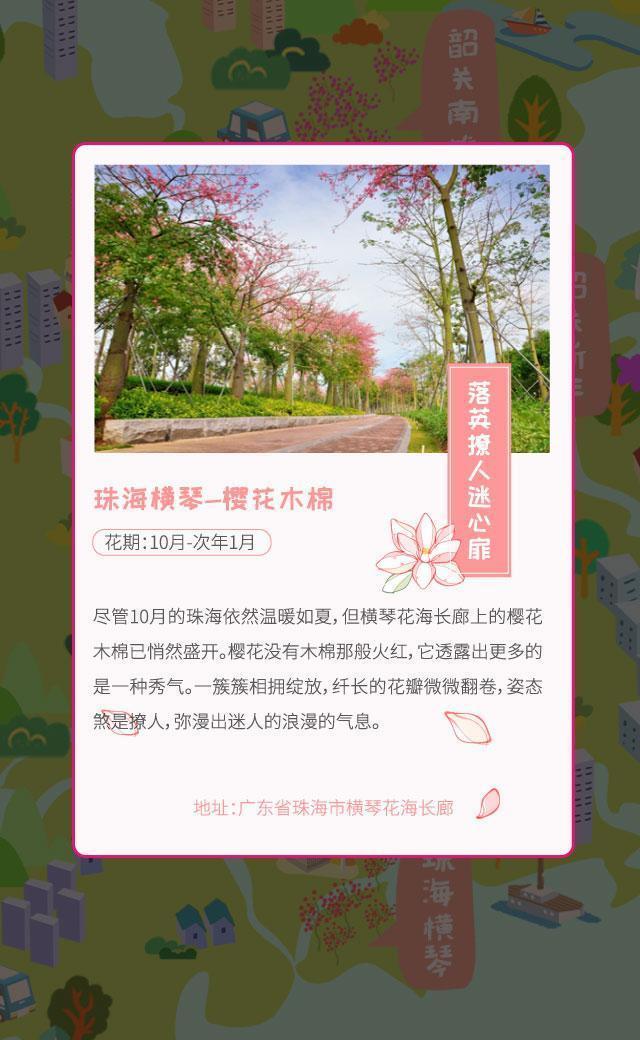 韶关南
落英撩人迷心扉
珠海横琴—樱花木棉
花期：10月-次年1月
尽管10月的珠海依然温暖如夏，但横琴花海长廊上的樱花
木棉已悄然盛开。樱花没有木棉那般火红，它透露出更多的
是一种秀气。一簇簇相拥绽放，纤长的花瓣微微翻卷，姿态
煞是撩人，弥漫出迷人的浪漫的气息。
地址：广东省珠海市横琴花海长廊
珠海横琴